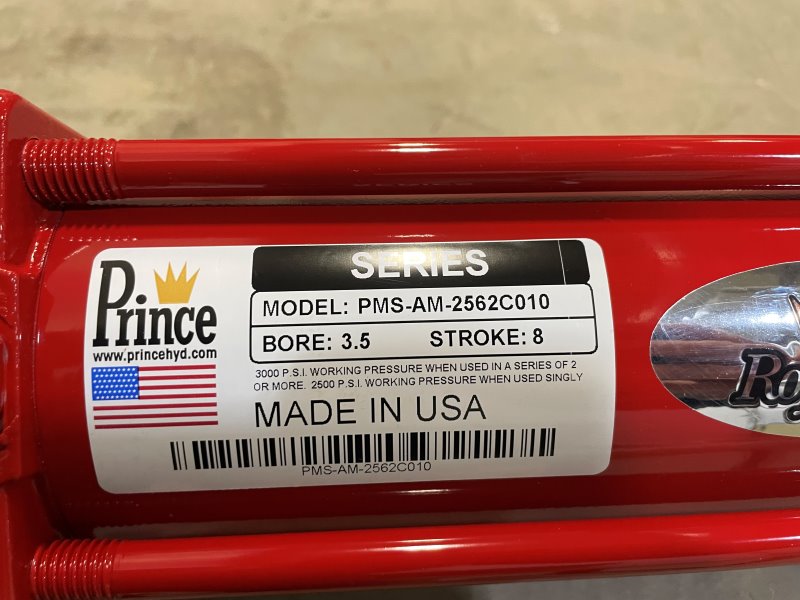 Prince
www.princehyd.com
SERIES
MODEL: PMS-AM-2562C010
BORE: 3.5 STROKE: 8
3000 P.S.I. WORKING PRESSURE WHEN USED IN A SERIES OF 2
OR MORE. 2500 P.S.I. WORKING PRESSURE WHEN USED SINGLY
MADE IN USA
PMS-AM-2562C010